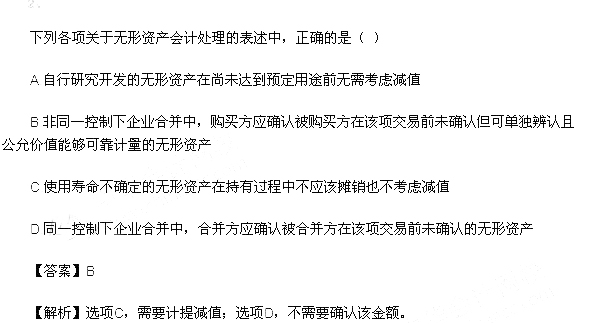 2.
下列各项关于无形资产会计处理的表述中，正确的是（ ）
A 自行研究开发的无形资产在尚未达到预定用途前无需考虑减值
B 非同一控制下企业合并中，购买方应确认被购买方在该项交易前未确认但可单独辨认且
公允价值能够可靠计量的无形资产
C 使用寿命不确定的无形资产在持有过程中不应该摊销也不考虑减值
D 同一控制下企业合并中，合并方应确认被合并方在该项交易前未确认的无形资产
【答案】B
【解析】选项C，需要计提减值；选项D，不需要确认该金额。